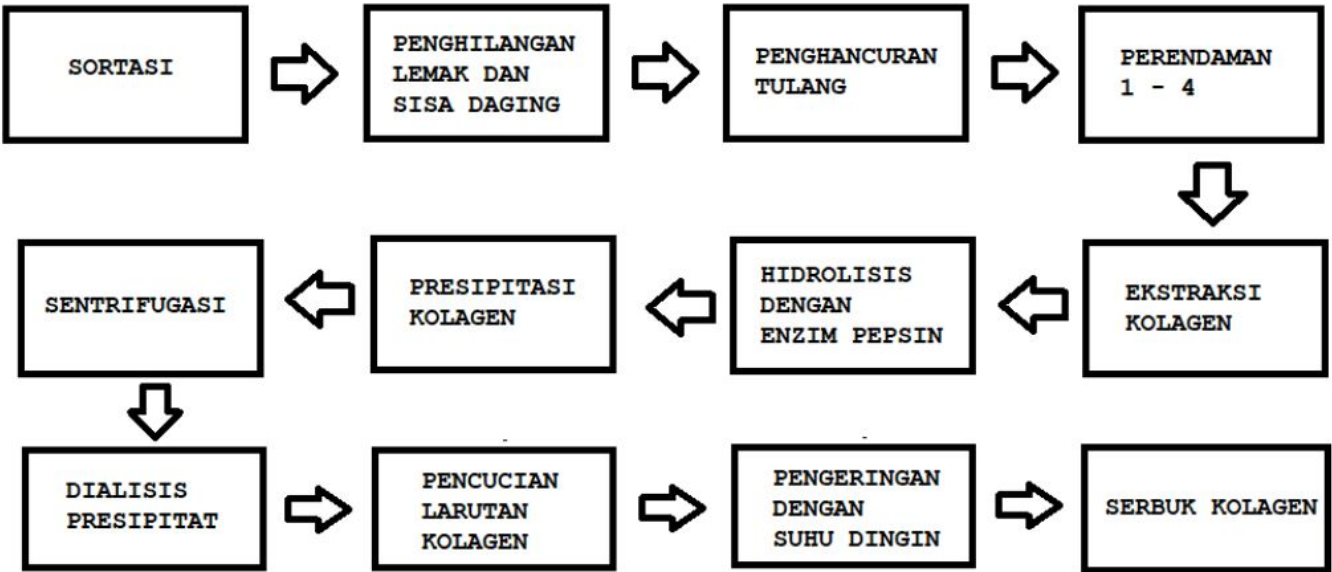 SORTASI
PENGHILANGAN
LEMAK DAN
SISA DAGING
PENGHANCURAN
TULANG
PERENDAMAN
1 - 4
EKSTRAKSI
KOLAGEN
HIDROLISIS
DENGAN
ENZIM PEPSIN
PRESIPITASI
KOLAGEN
SENTRIFUGASI
DIALISIS
PRESIPITAT
PENCUCIAN
LARUTAN
KOLAGEN
PENGERINGAN
DENGAN
SUHU DINGIN
SERBUK KOLAGEN